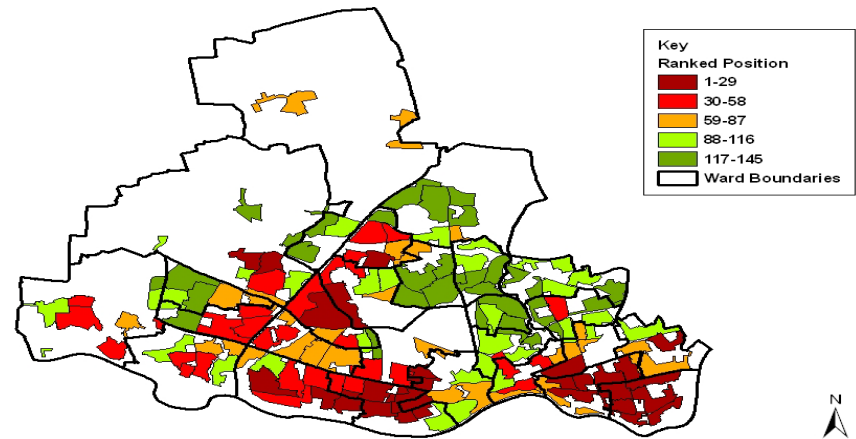 Key
Ranked Position
1-29
30-58
59-87
88-116
117-145
Ward Boundaries
N